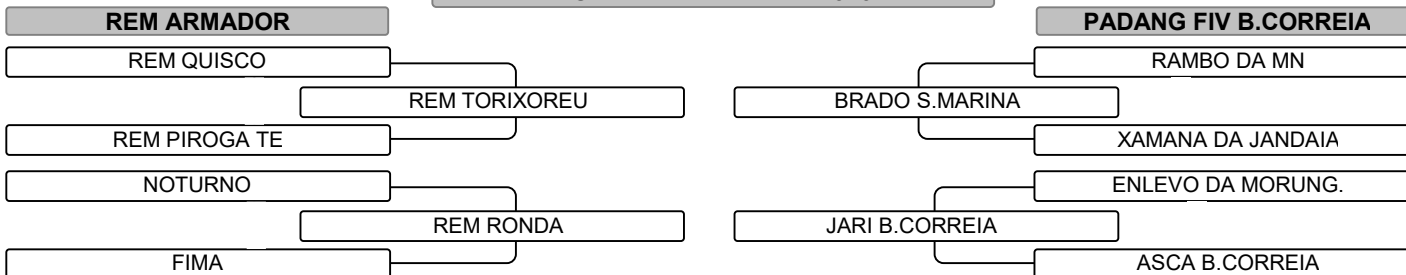 REM ARMADOR
REM QUISCO
REM TORIXOREU
REM PIROGA TE
NOTURNO
REM RONDA
FIMA
PADANG FIV B.CORREIA
RAMBO DA MN
BRADO S.MARINA
XAMANA DA JANDAIA
ENLEVO DA MORUNG.
JARI B.CORREIA
ASCA B.CORREIA